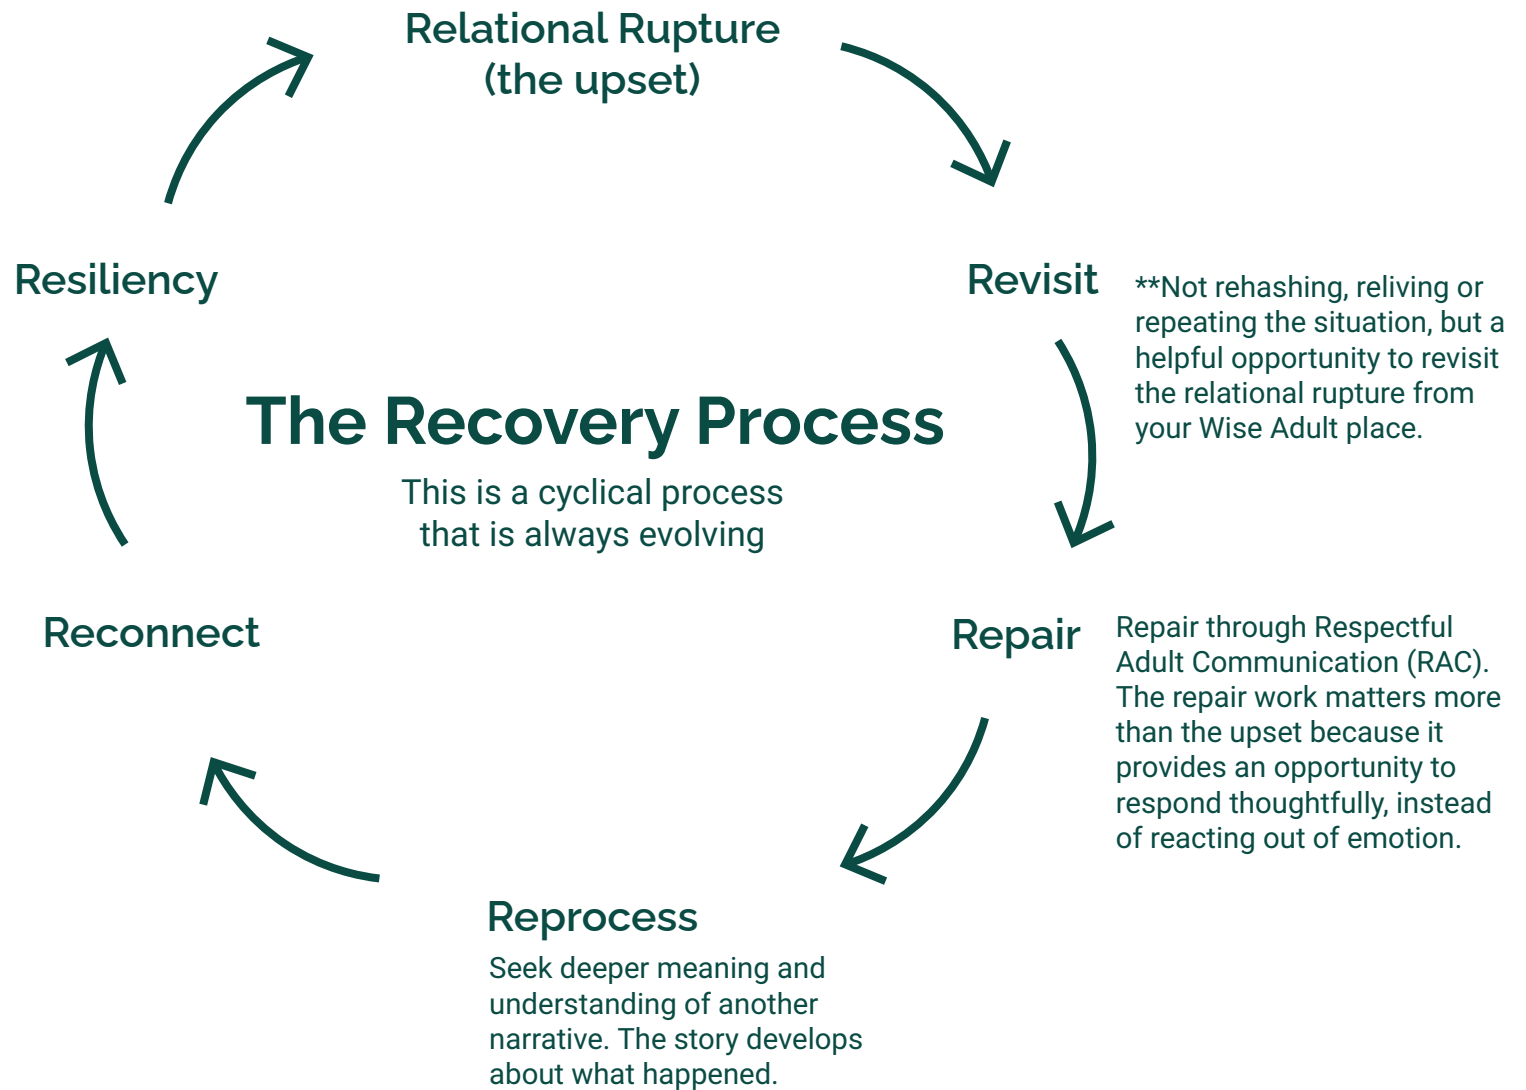 Relational Rupture
(the upset)
Resiliency
Revisit
**Not rehashing, reliving or
repeating the situation, but a
helpful opportunity to revisit
the relational rupture from
your Wise Adult place.
The Recovery Process
This is a cyclical process
that is always evolving
Reconnect
Repair
Repair through Respectful
Adult Communication (RAC).
The repair work matters more
than the upset because it
provides an opportunity to
respond thoughtfully, instead
of reacting out of emotion.
Reprocess
Seek deeper meaning and
understanding of another
narrative. The story develops
about what happened.